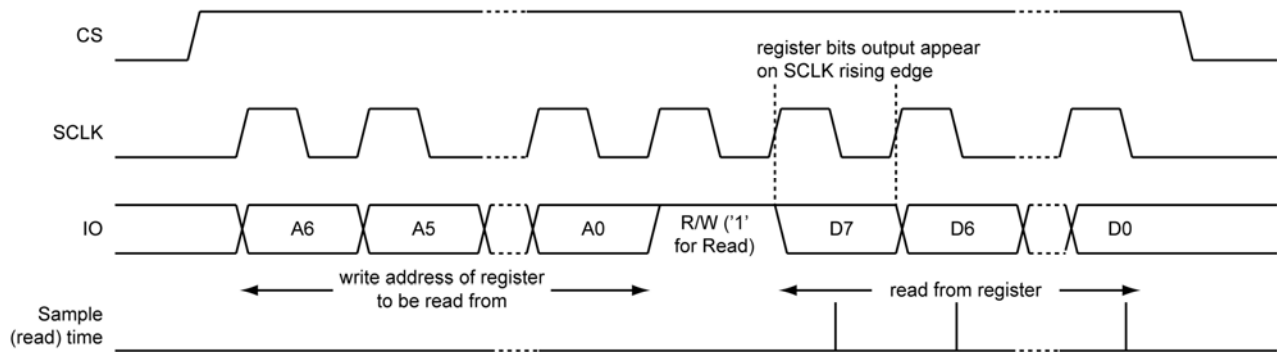 CS
register bits output appear
on SCLK rising edge
SCLK
IO
A6
A5
A0
R/W ('1'
for Read)
D7
D6
D0
write address of register
to be read from
read from register
Sample
(read) time